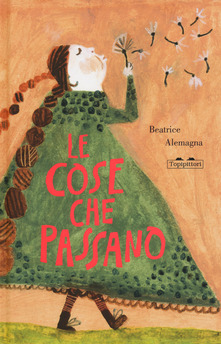 Beatrice
Alemagna
Topipittori
LE
COSE
CHE
PASSANO